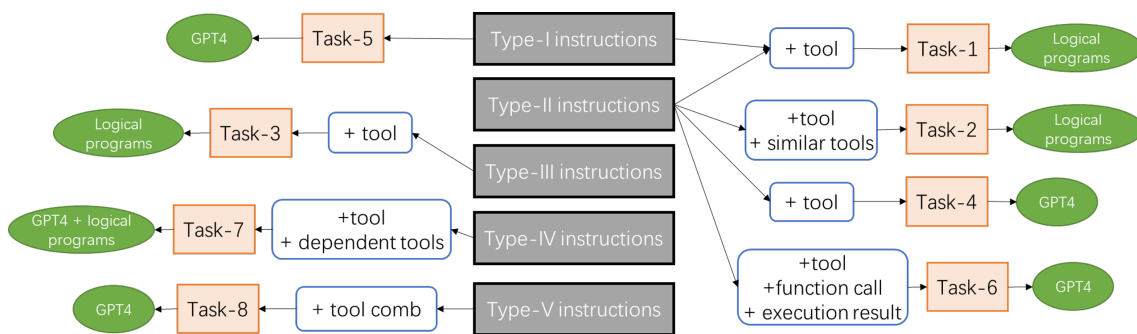 GPT4
Task-5
Type-I instructions
+ tool
Task-1
Logical
programs
Type-II instructions
+tool
+ similar tools
Task-2
Logical
programs
Logical
programs
Task-3
+ tool
Type-III instructions
+ tool
Task-4
GPT4
GPT4 + logical
programs
Task-7
+tool
+ dependent tools
Type-IV instructions
+tool
+function call
+ execution result
Task-6
GPT4
GPT4
Task-8
+ tool comb
Type-V instructions